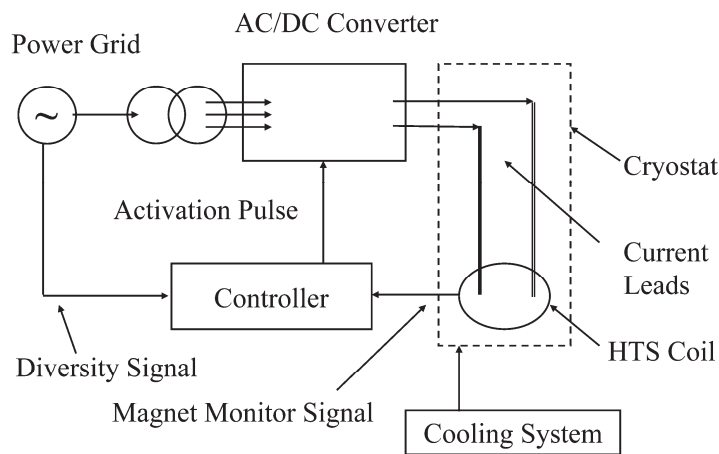 AC/DC Converter
Power Grid
~
Cryostat
Activation Pulse
Current
Leads
Controller
HTS Coil
Diversity Signal
Magnet Monitor Signal
Cooling System